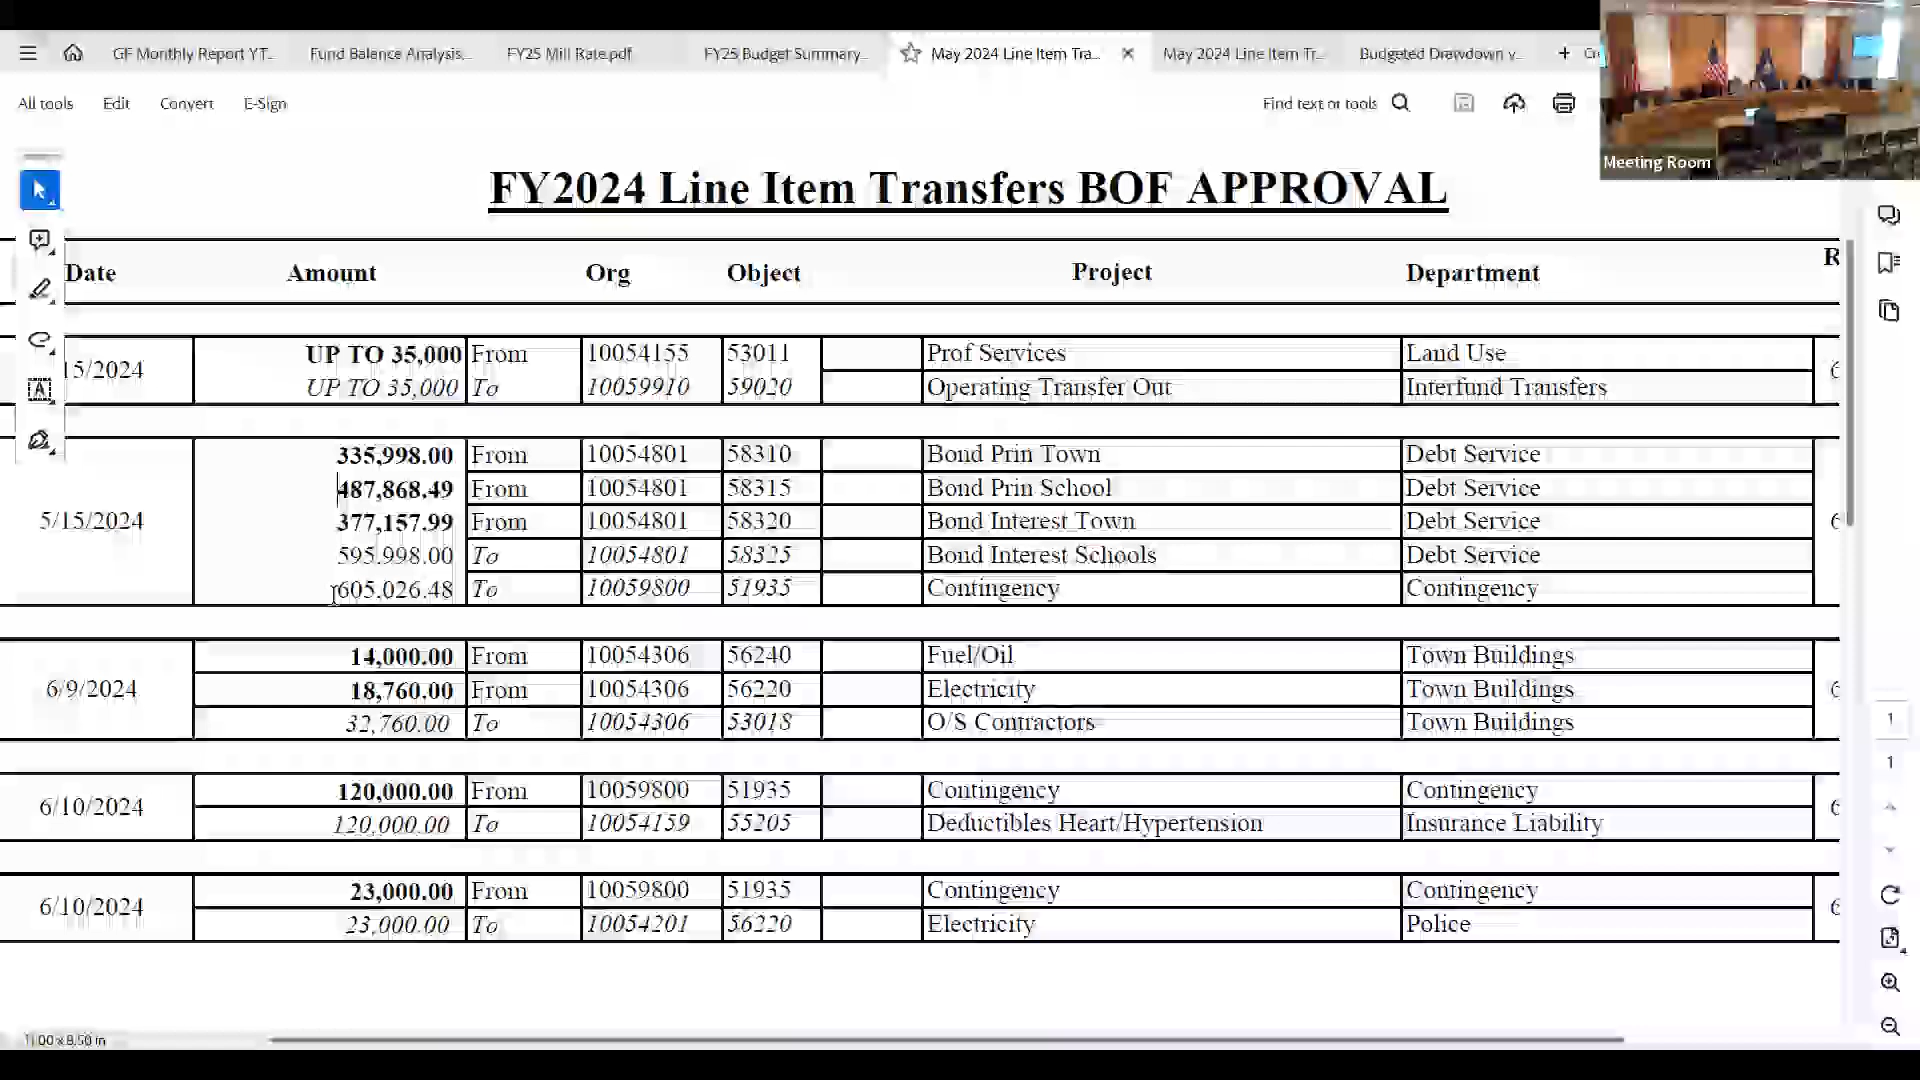 GF Monthly Report YT... Fund Balance Analysis... FY25 Mill Rate.pdf FY25 Budget Summary... May 2024 Line Item Tra... May 2024 Line Item Tr... Budgeted Drawdown v...
All tools Edit Convert E-Sign Find text or tools
Meeting Room
FY2024 Line Item Transfers BOF APPROVAL
Date Amount Org Object Project Department R
15/2024
UP TO 35,000 From 10054155 53011 Prof Services Land Use
UP TO 35,000 To 10059910 59020 Operating Transfer Out Interfund Transfers
335,998.00 From 10054801 58310 Bond Prin Town Debt Service
487,868.49 From 10054801 58315 Bond Prin School Debt Service
5/15/2024 377,157.99 From 10054801 58320 Bond Interest Town Debt Service
595,998.00 To 10054801 58325 Bond Interest Schools Debt Service
605,026.48 To 10059800 51935 Contingency Contingency
14,000.00 From 10054306 56240 Fuel/Oil Town Buildings
6/9/2024 18,760.00 From 10054306 56220 Electricity Town Buildings
32,760.00 To 10054306 53018 O/S Contractors Town Buildings
6/10/2024
120,000.00 From 10059800 51935 Contingency Contingency
120,000.00 To 10054159 55205 Deductibles Heart/Hypertension Insurance Liability
6/10/2024
23,000.00 From 10059800 51935 Contingency Contingency
23,000.00 To 10054201 56220 Electricity Police
1
1
11.00 x 8.50 in